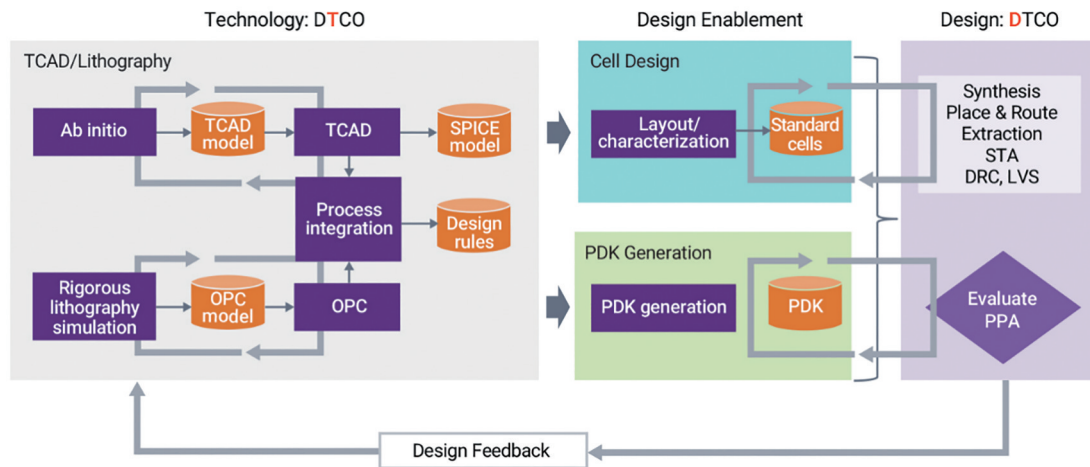 Technology: DTCO
Design Enablement
Design: DTCO
TCAD/Lithography
Ab initio
TCAD
model
TCAD
SPICE
model
Process
integration
Design
rules
Rigorous
lithography
simulation
OPC
model
OPC
Cell Design
Layout/
characterization
Standard
cells
PDK Generation
PDK generation
PDK
Synthesis
Place & Route
Extraction
STA
DRC, LVS
Evaluate
PPA
Design Feedback